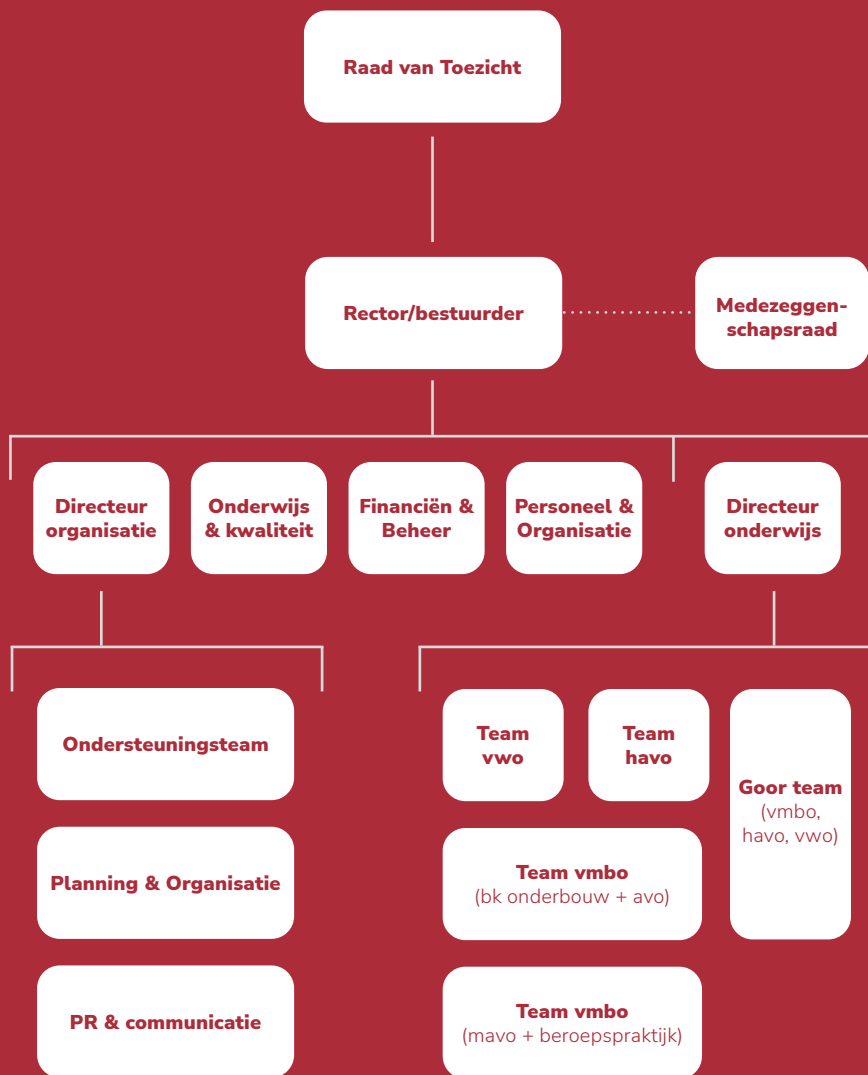 Raad van Toezicht
Rector/bestuurder
Medezeggen-
schapsraad
Directeur
organisatie
Onderwijs
& kwaliteit
Financiën &
Beheer
Personeel &
Organisatie
Directeur
onderwijs
Ondersteuningsteam
Planning & Organisatie
PR & communicatie
Team
vwo
Team
havo
Goor team
(vmbo,
havo, vwo)
Team vmbo
(bk onderbouw + avo)
Team vmbo
(mavo + beroepspraktijk)